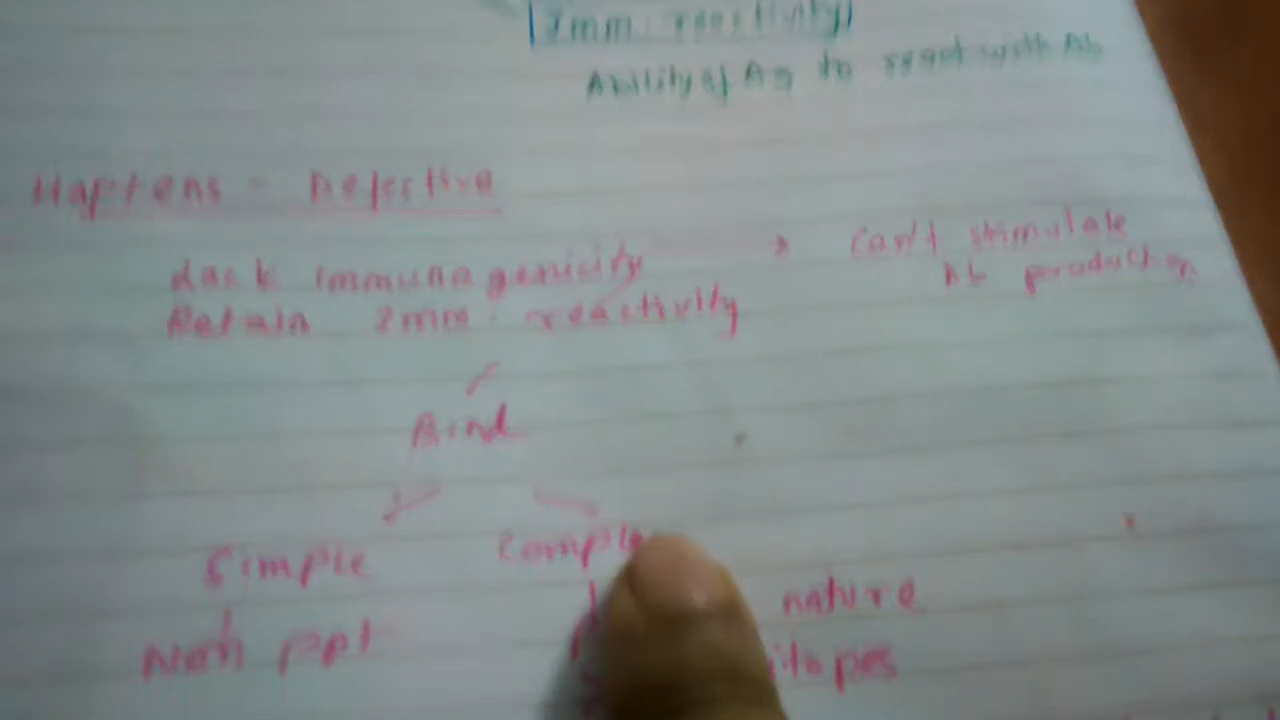 Imm. reactivity
Ability of Ag to react with Ab
Haptens - Defective
Lack immunogenicity → Can't stimulate
Ab production
Retain Imm. reactivity
Bind
Simple
Non ppt
nature